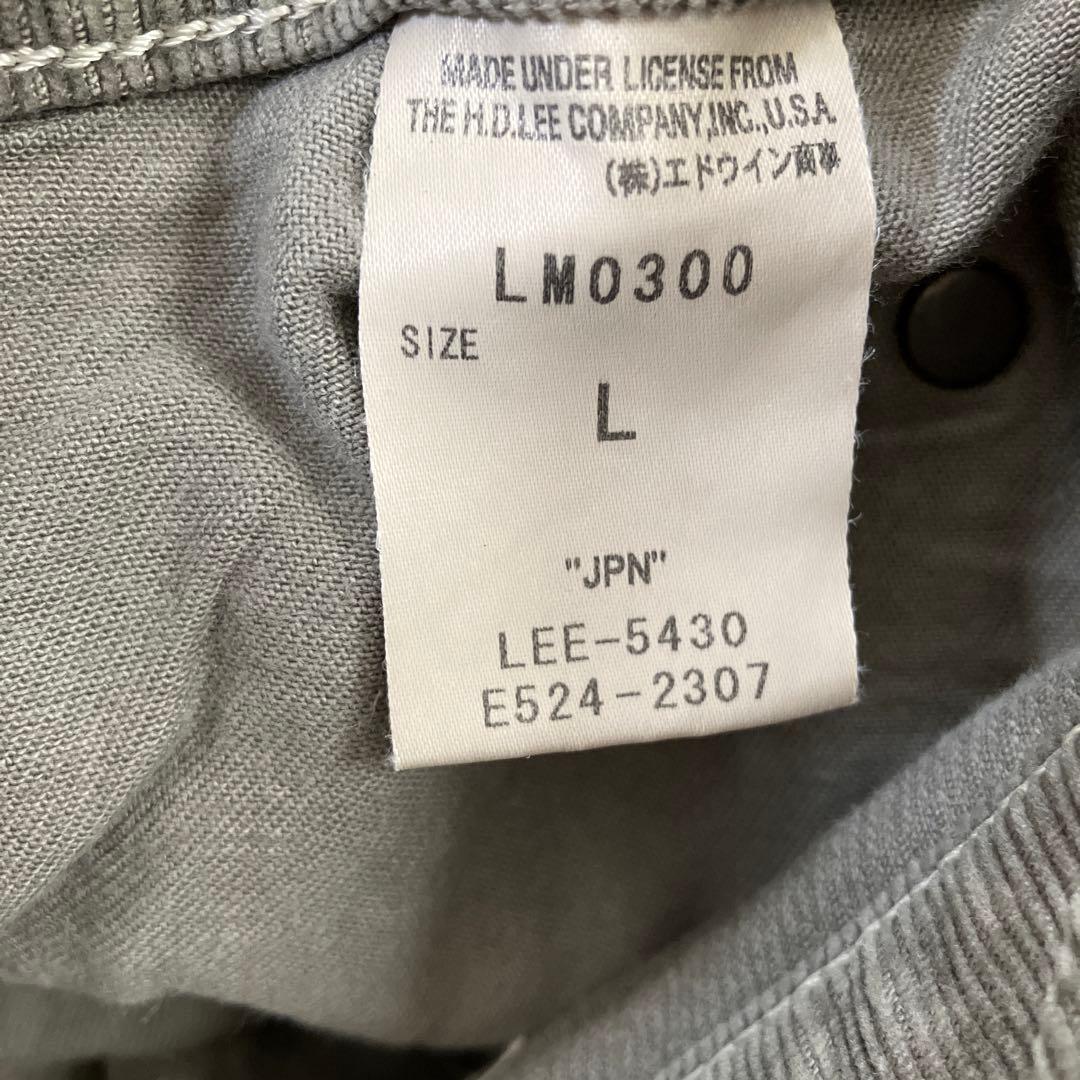 MADE UNDER LICENSE FROM
THE H.D.LEE COMPANY,INC.,U.S.A.
(株)エドウイン商事
LM0300
SIZE
L
"JPN"
LEE-5430
E524-2307